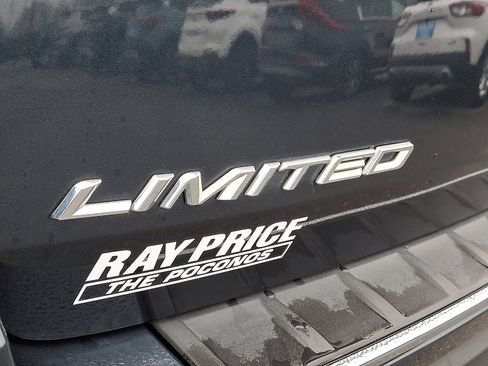 LIMITED
RAY PRICE
THE POCONOS